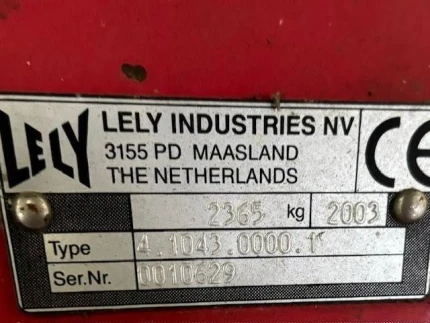 LELY LELY INDUSTRIES NV CE
3155 PD MAASLAND
THE NETHERLANDS
2365 kg 2003
Type 4.1043.0000.1
Ser.Nr. 0010629